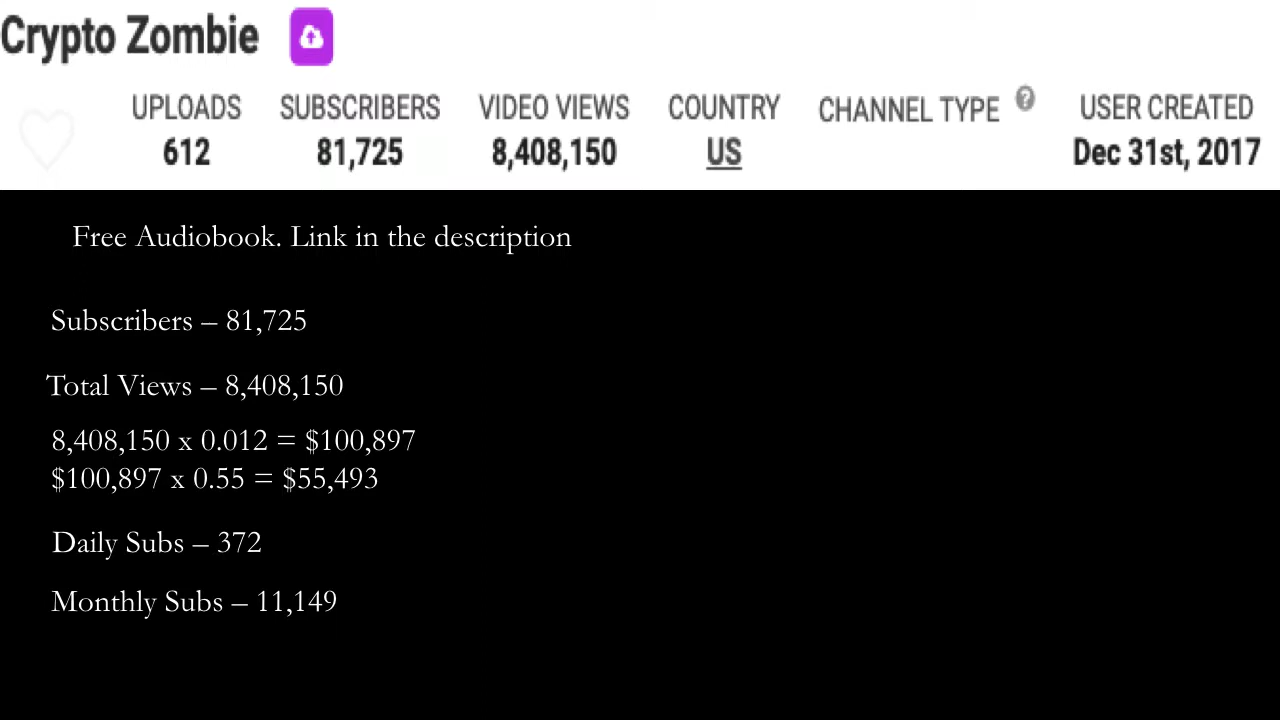 Crypto Zombie
UPLOADS SUBSCRIBERS VIDEO VIEWS COUNTRY CHANNEL TYPE ? USER CREATED
612 81,725 8,408,150 US Dec 31st, 2017
Free Audiobook. Link in the description
Subscribers – 81,725
Total Views – 8,408,150
8,408,150 x 0.012 = $100,897
$100,897 x 0.55 = $55,493
Daily Subs – 372
Monthly Subs – 11,149